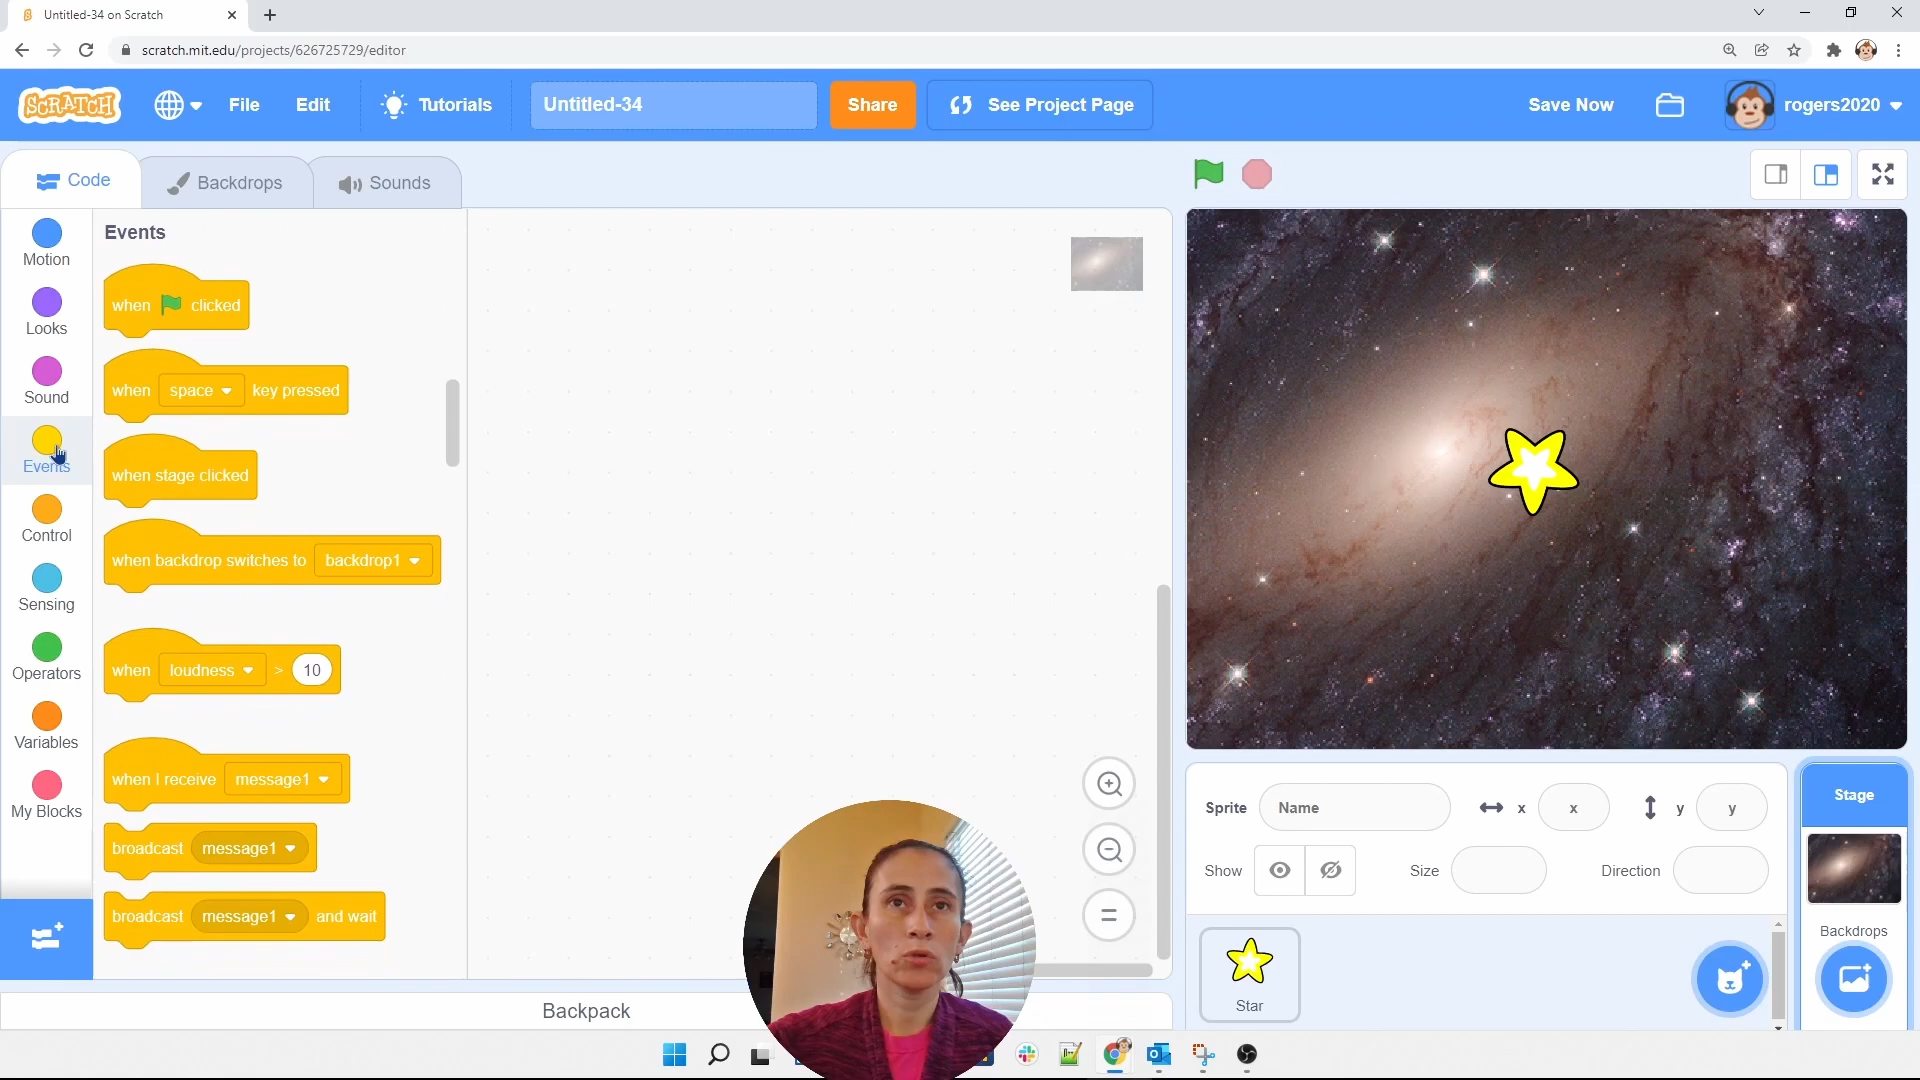 Untitled-34 on Scratch
scratch.mit.edu/projects/626725729/editor
SCRATCH
File
Edit
Tutorials
Untitled-34
Share
See Project Page
Save Now
rogers2020
Code
Backdrops
Sounds
Motion
Looks
Sound
Events
Control
Sensing
Operators
Variables
My Blocks
Events
when clicked
when space key pressed
when stage clicked
when backdrop switches to backdrop1
when loudness > 10
when I receive message1
broadcast message1
broadcast message1 and wait
Backpack
Sprite Name x x y y
Show Size Direction
Star
Stage
Backdrops